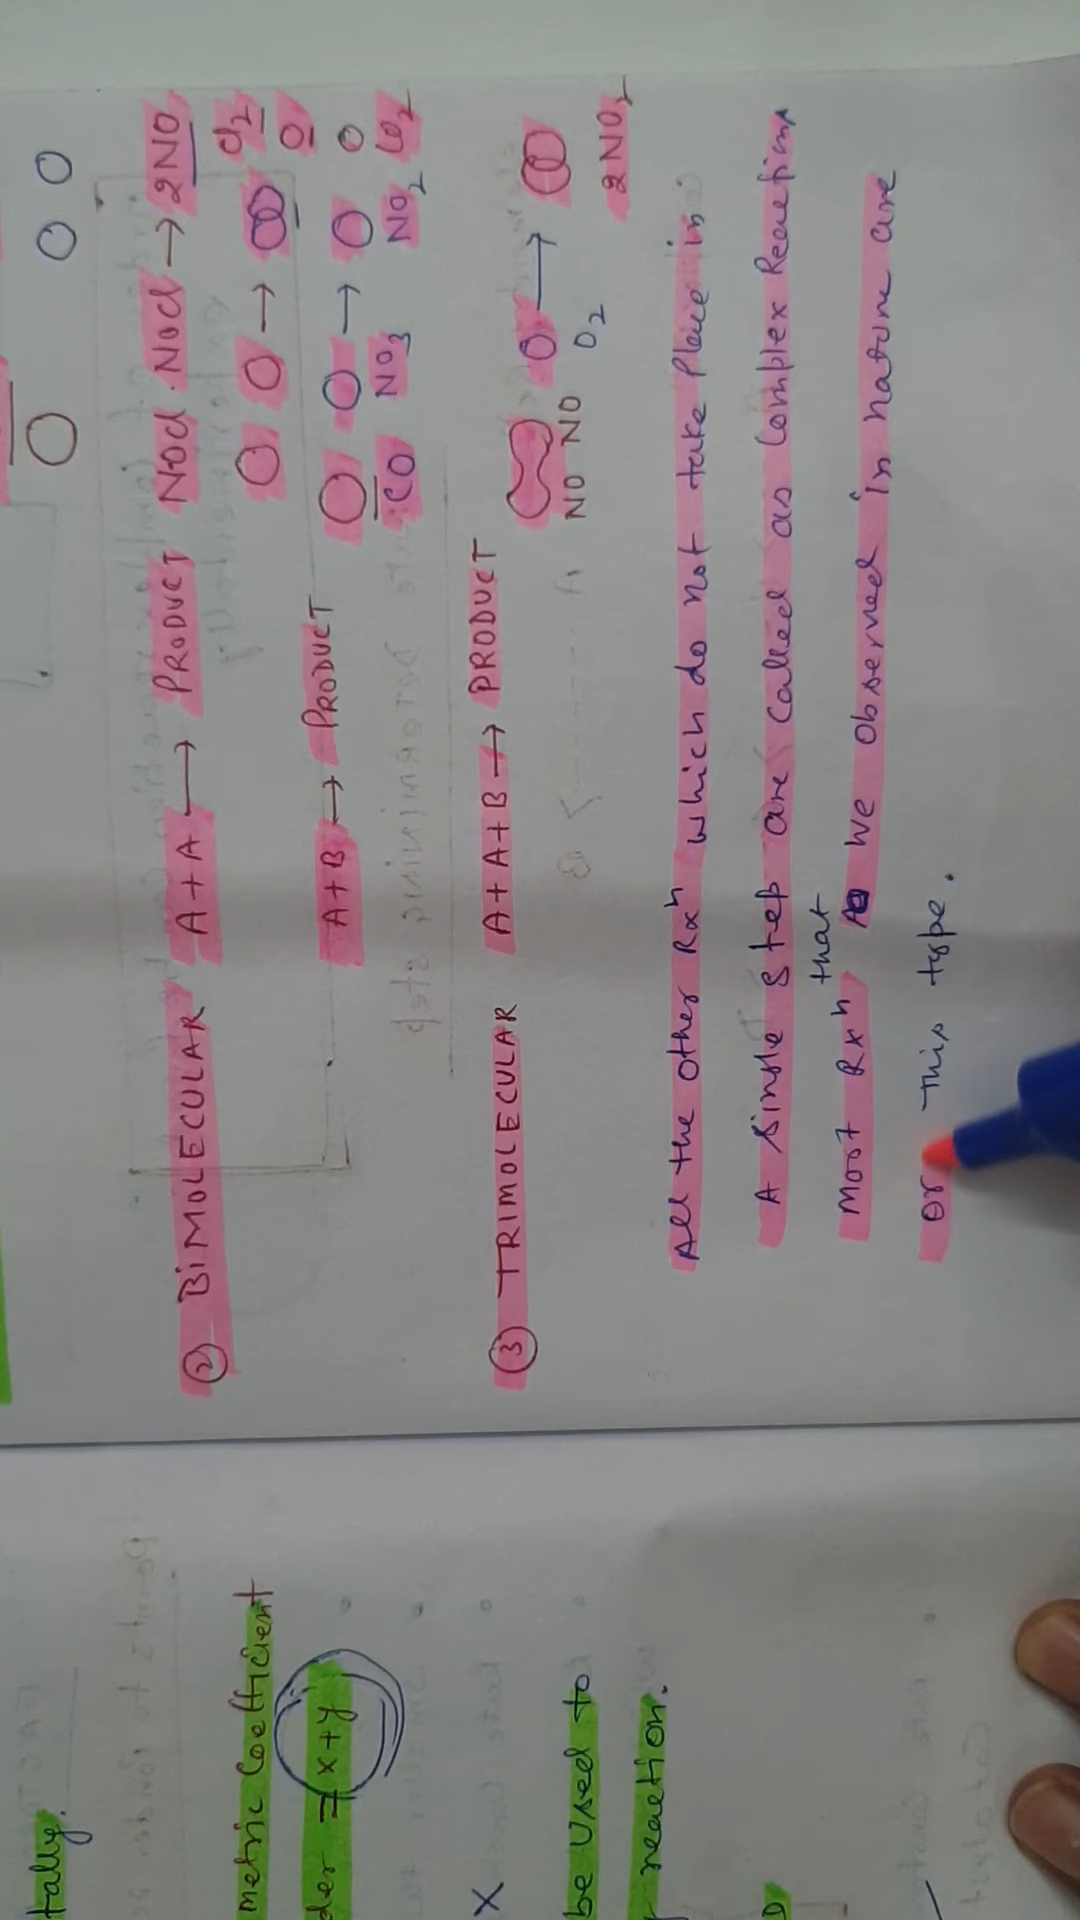 ② BiMOLECULAR A + A → PRODUCT NOCl NOCl → 2NO
Cl2
A + B → PRODUCT
CO NO3 NO2 CO2
③ TRIMOLECULAR A + A + B → PRODUCT
NO NO O2 2NO2
All the other Rxn which do not take Place in
A single step are called as complex
Most Rxn that we observed in nature are
or This type.
tally.
metric Coefficient
der ≠ x+y
x
be Used to
reaction.
D